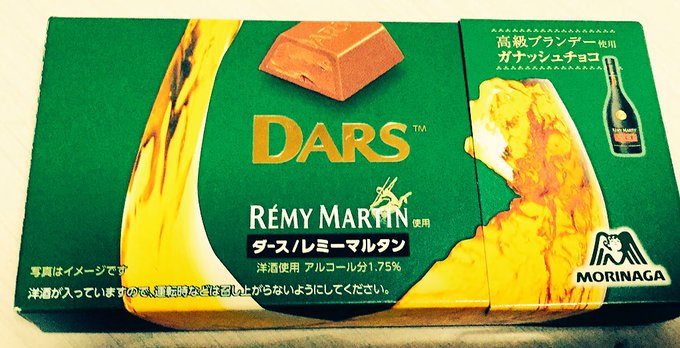 DARS
DARS™
RÉMY MARTIN 使用
ダース/レミーマルタン
洋酒使用 アルコール分1.75%
写真はイメージです
洋酒が入っていますので、運転時などは召し上がらないようにしてください。
高級ブランデー使用
ガナッシュチョコ
RÉMY MARTIN
MORINAGA